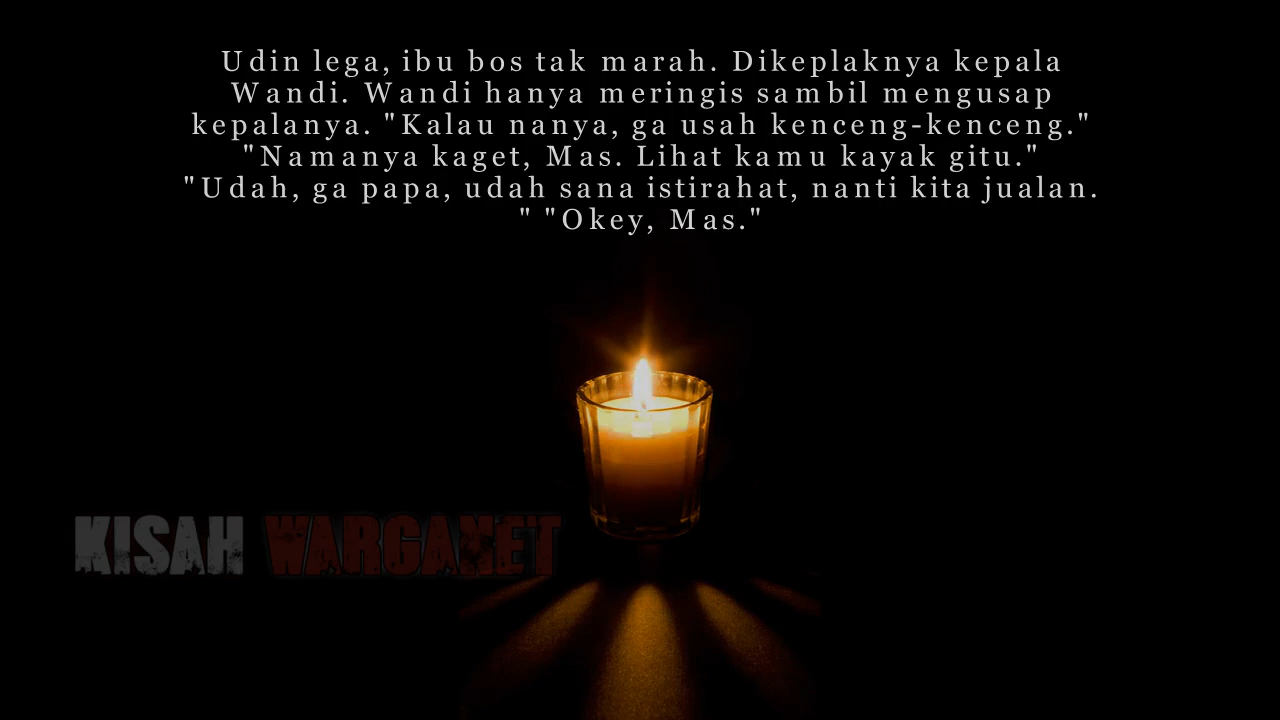 Udin lega, ibu bos tak marah. Dikeplaknya kepala
Wandi. Wandi hanya meringis sambil mengusap
kepalanya. "Kalau nanya, ga usah kenceng-kenceng."
"Namanya kaget, Mas. Lihat kamu kayak gitu."
"Udah, ga papa, udah sana istirahat, nanti kita jualan.
" "Okey, Mas."
KISAH WARGANET